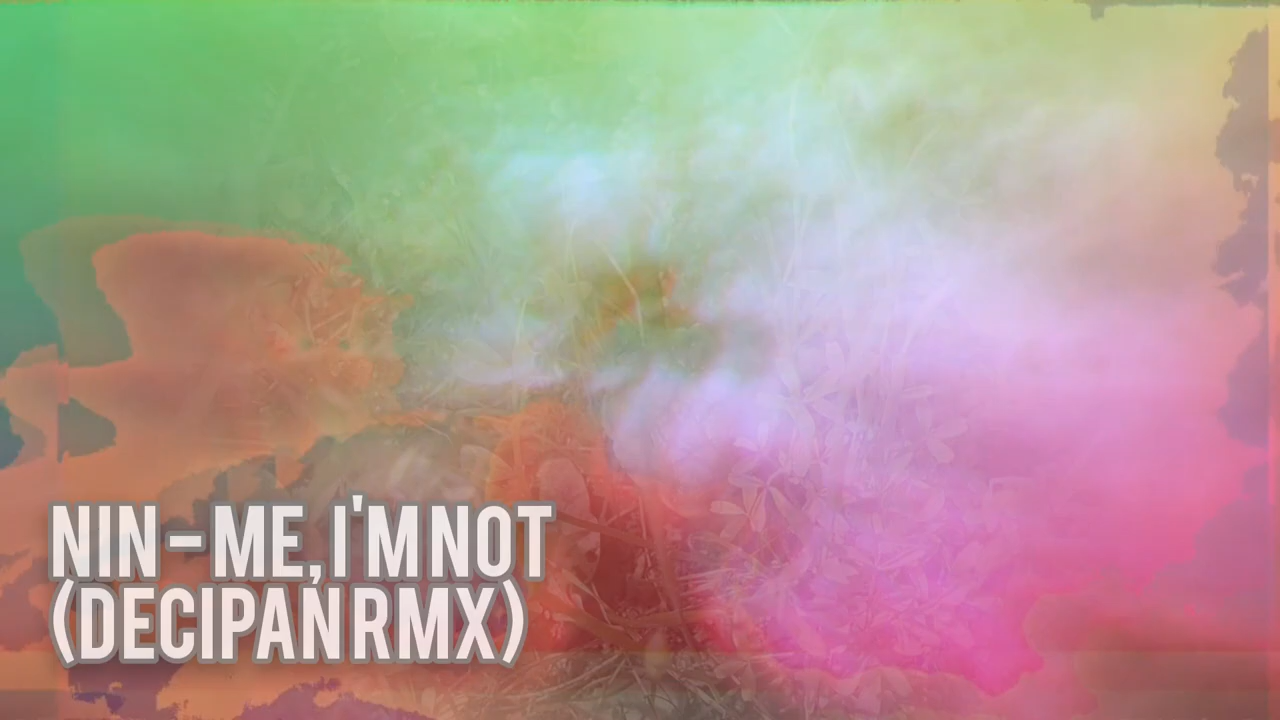 NIN – ME, I'M NOT
(DECIPAN RMX)